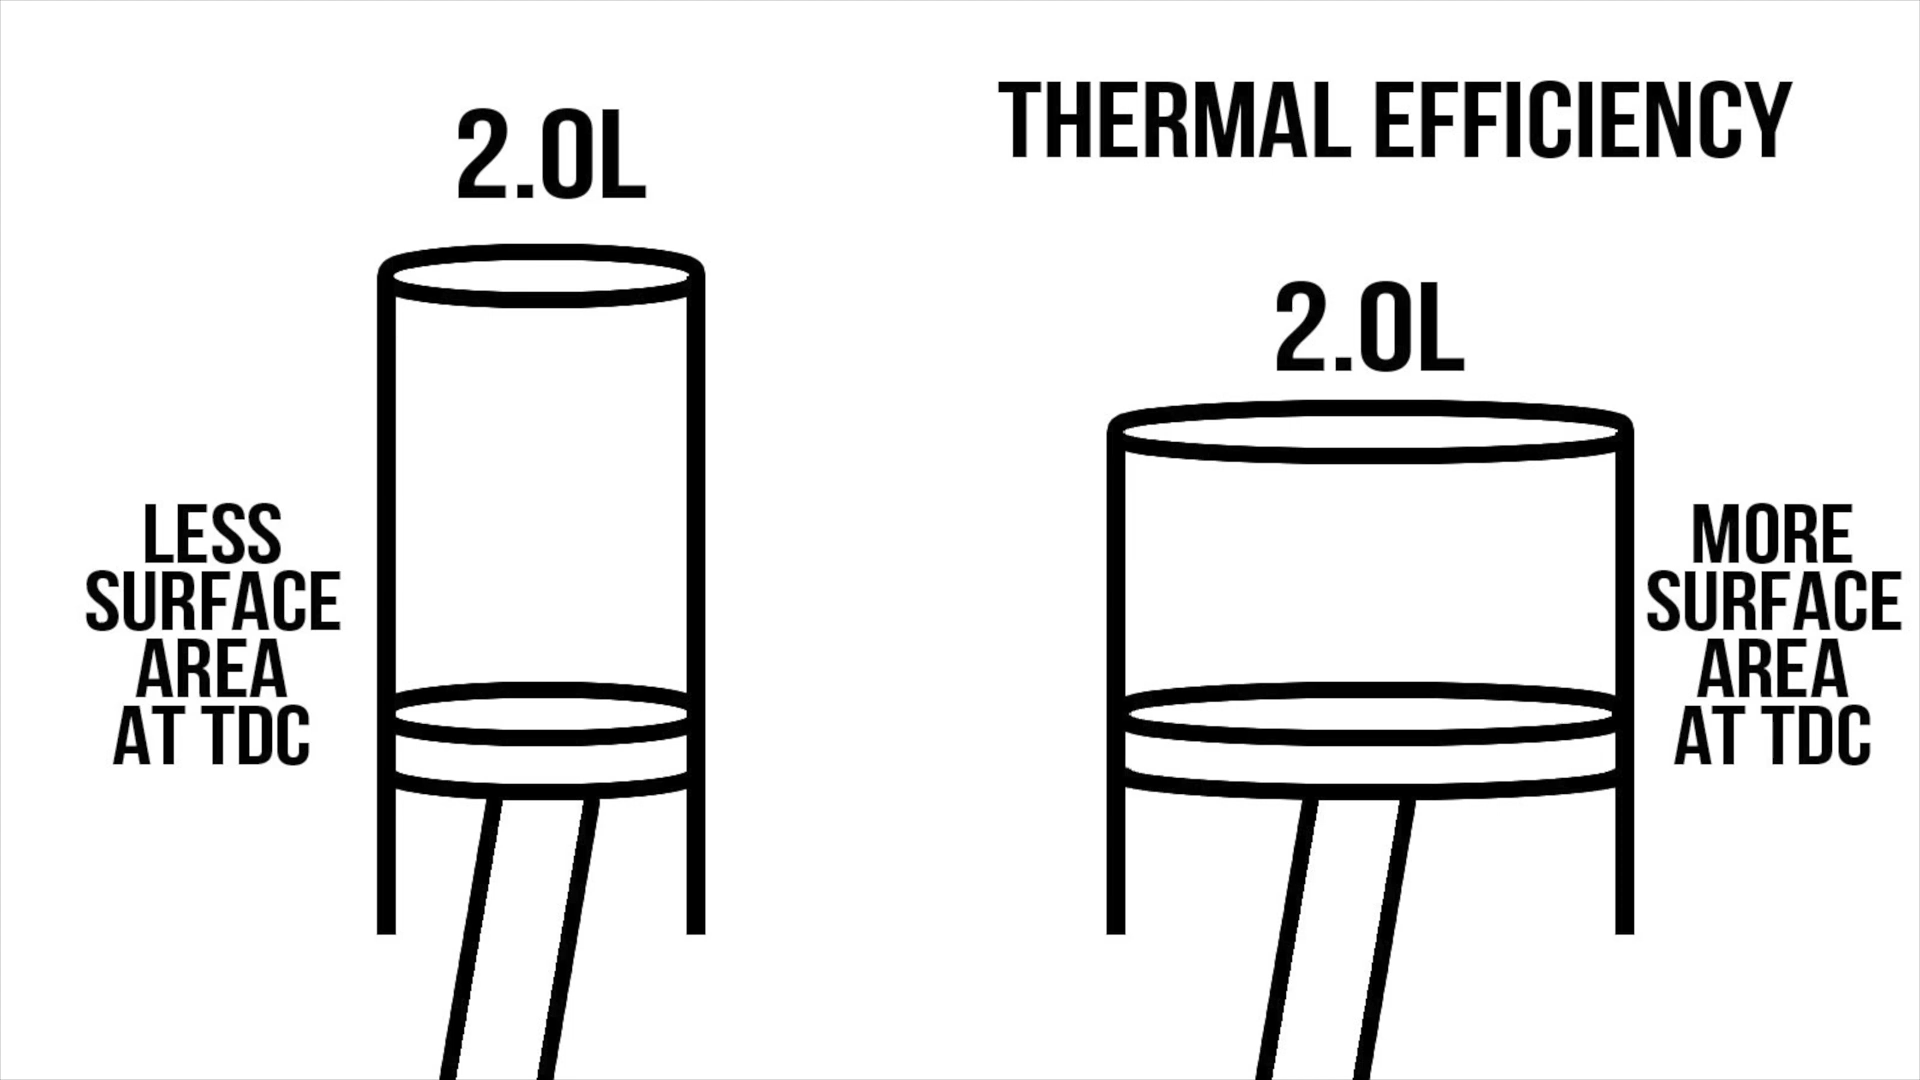 THERMAL EFFICIENCY
2.0L
2.0L
LESS
SURFACE
AREA
AT TDC
MORE
SURFACE
AREA
AT TDC